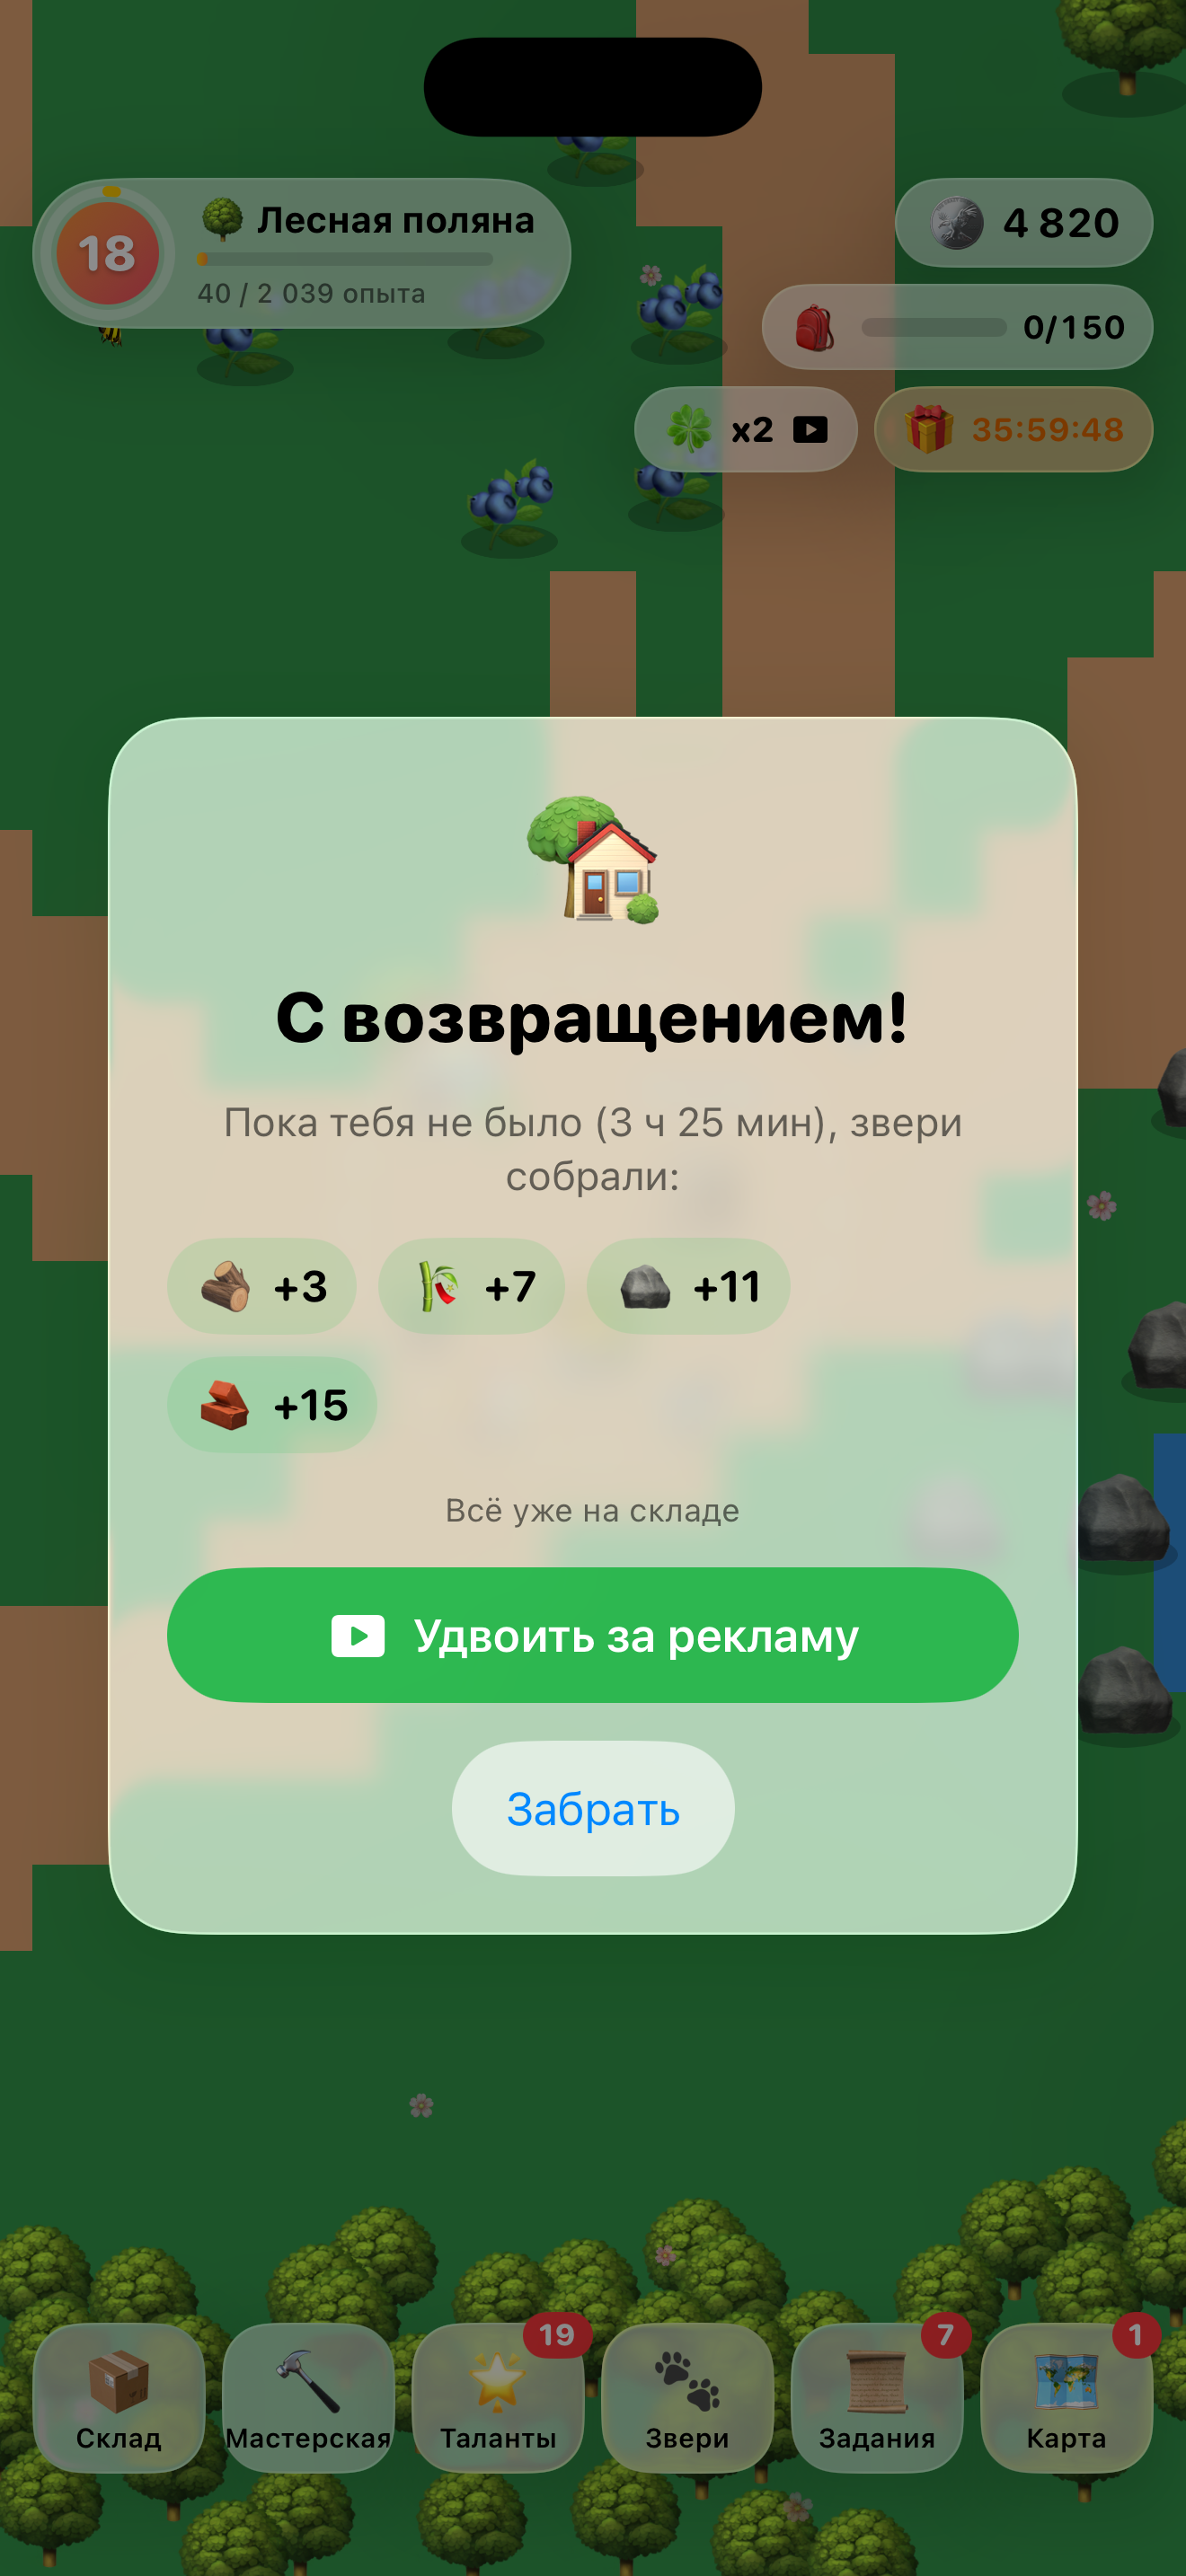 18
Лесная поляна
40 / 2 039 опыта
4 820
0/150
x2
35:59:48
С возвращением!
Пока тебя не было (3 ч 25 мин), звери
собрали:
+3
+7
+11
+15
Всё уже на складе
Удвоить за рекламу
Забрать
19
7
1
Склад
Мастерская
Таланты
Звери
Задания
Карта